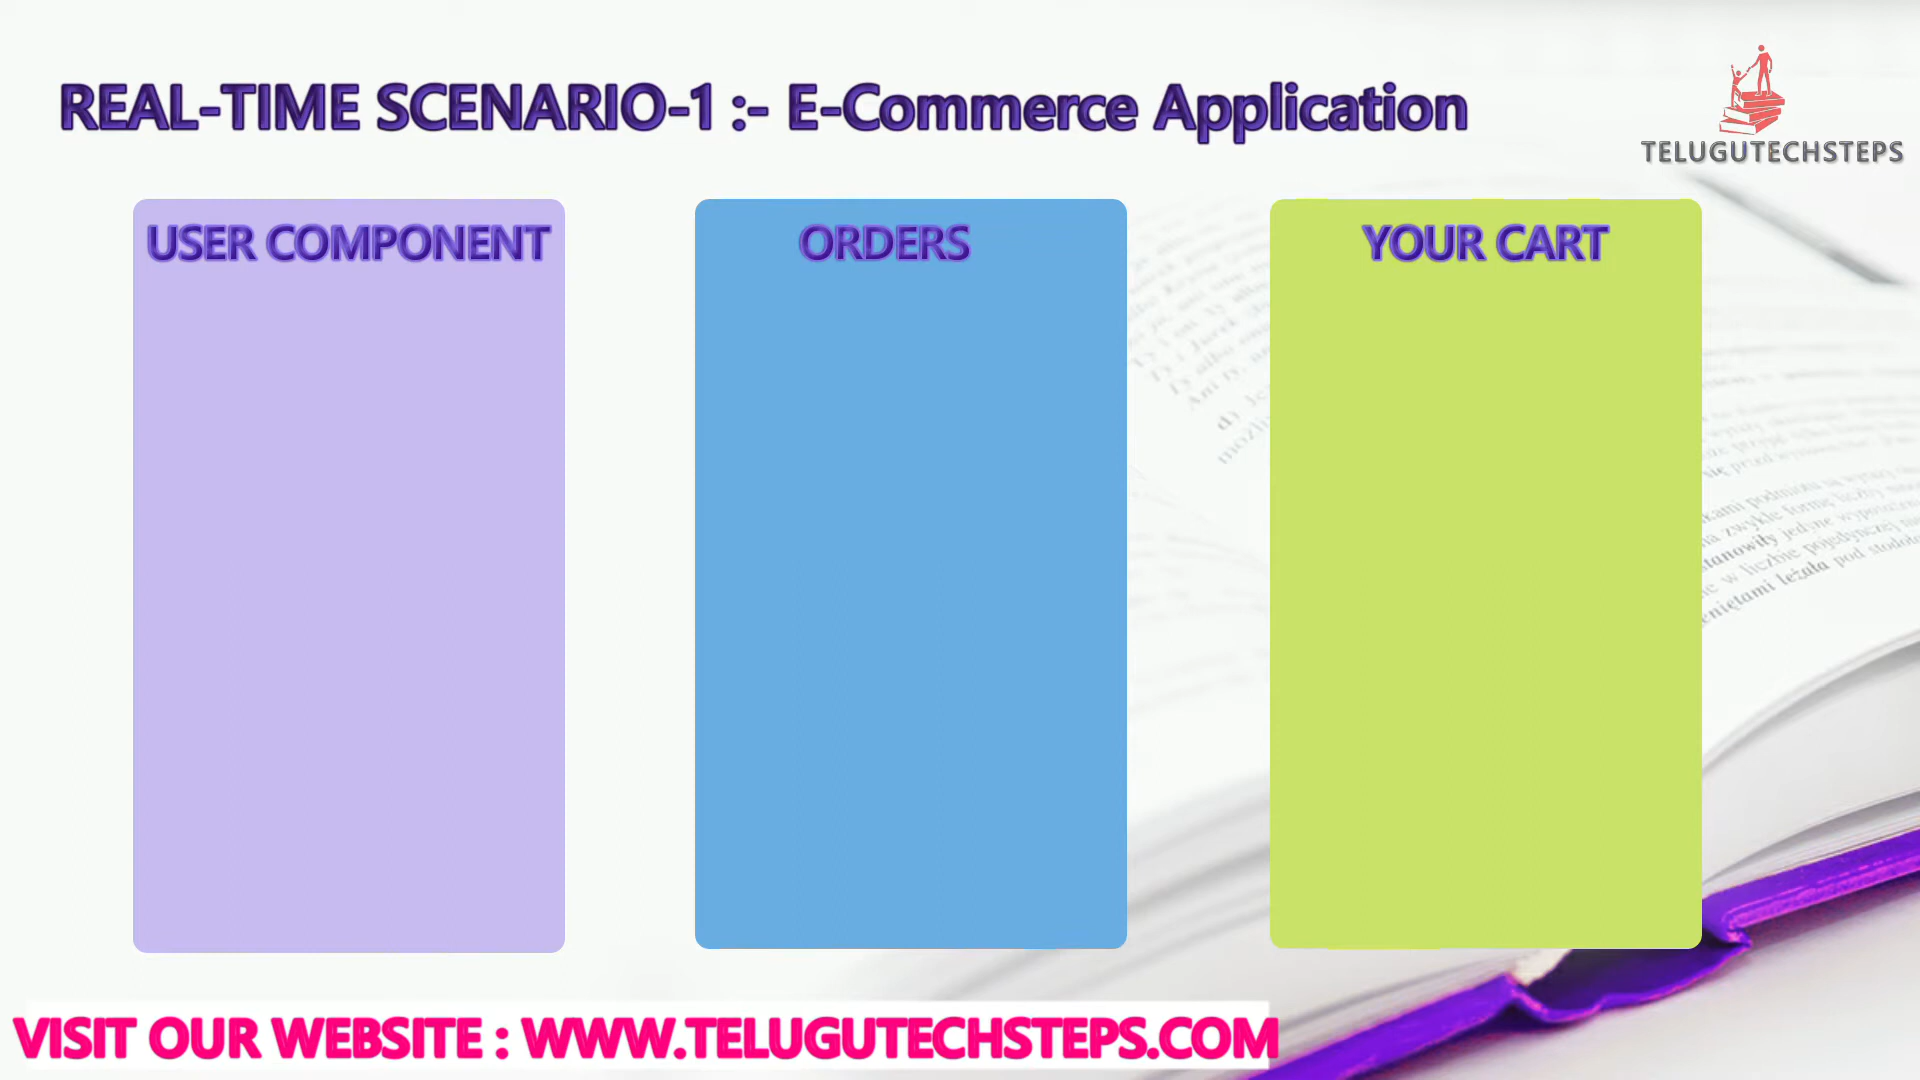 REAL-TIME SCENARIO-1 :- E-Commerce Application
TELUGUTECHSTEPS
USER COMPONENT
ORDERS
YOUR CART
VISIT OUR WEBSITE : WWW.TELUGUTECHSTEPS.COM